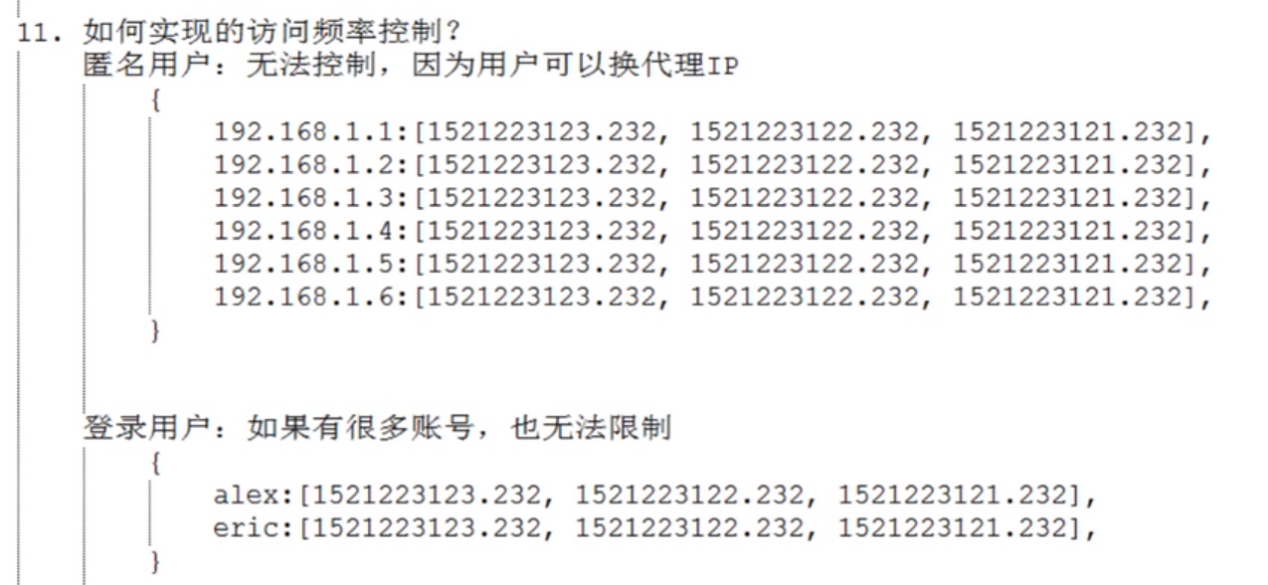 11. 如何实现的访问频率控制？
匿名用户：无法控制，因为用户可以换代理IP
{
192.168.1.1:[1521223123.232, 1521223122.232, 1521223121.232],
192.168.1.2:[1521223123.232, 1521223122.232, 1521223121.232],
192.168.1.3:[1521223123.232, 1521223122.232, 1521223121.232],
192.168.1.4:[1521223123.232, 1521223122.232, 1521223121.232],
192.168.1.5:[1521223123.232, 1521223122.232, 1521223121.232],
192.168.1.6:[1521223123.232, 1521223122.232, 1521223121.232],
}
登录用户：如果有很多账号，也无法限制
{
alex:[1521223123.232, 1521223122.232, 1521223121.232],
eric:[1521223123.232, 1521223122.232, 1521223121.232],
}